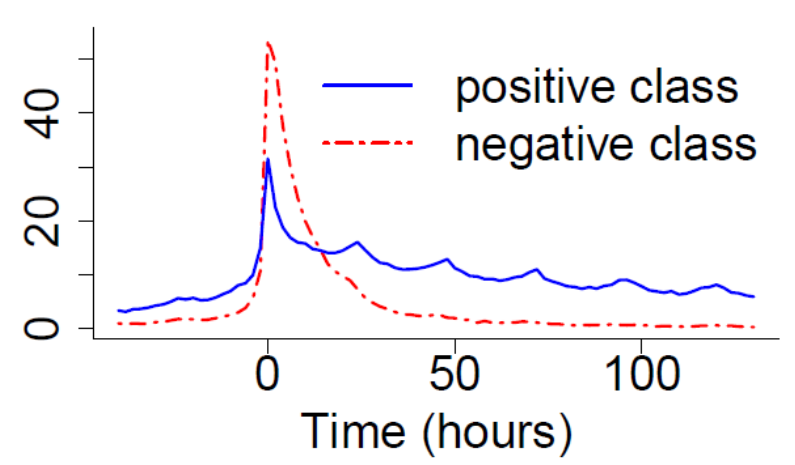 positive class
negative class
40
20
0
0 50 100
Time (hours)